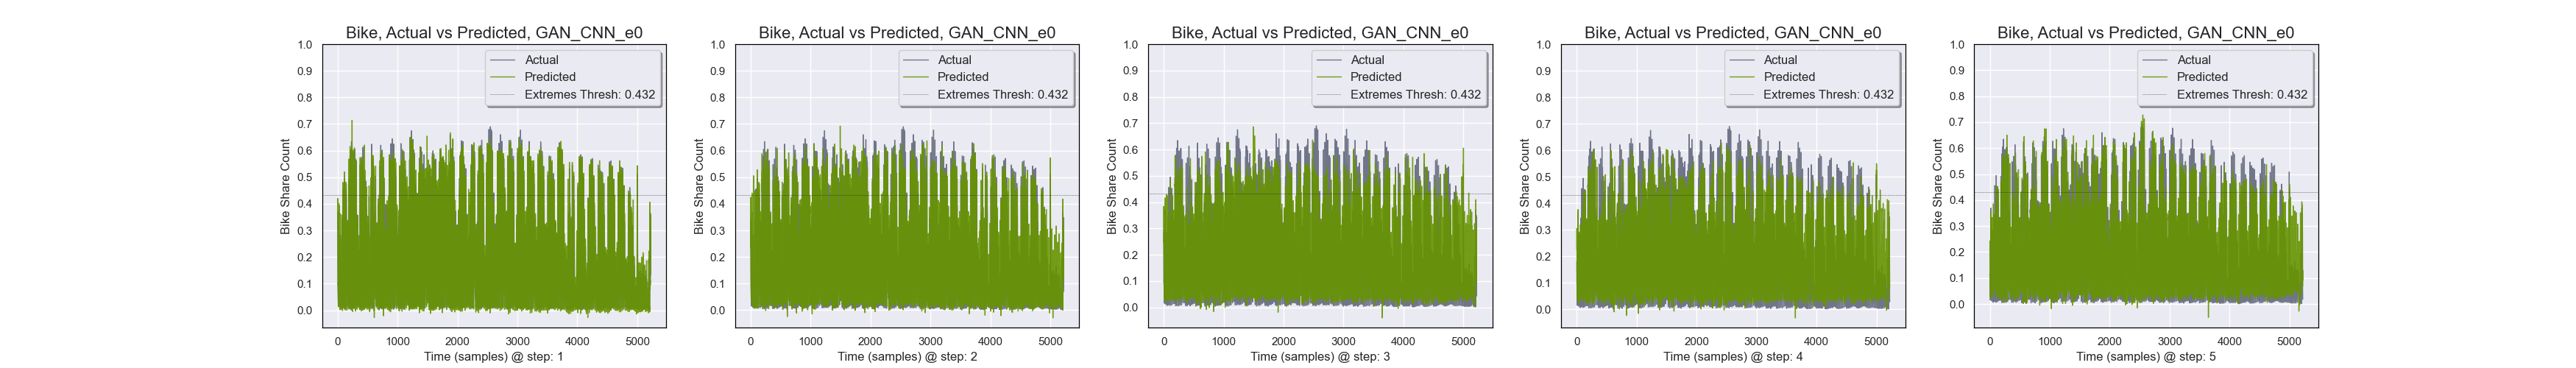 Bike, Actual vs Predicted, GAN_CNN_e0
Actual
Predicted
Extremes Thresh: 0.432
1.0
0.9
0.8
0.7
0.6
0.5
0.4
0.3
0.2
0.1
0.0
Bike Share Count
0 1000 2000 3000 4000 5000
Time (samples) @ step: 1
Bike, Actual vs Predicted, GAN_CNN_e0
Actual
Predicted
Extremes Thresh: 0.432
1.0
0.9
0.8
0.7
0.6
0.5
0.4
0.3
0.2
0.1
0.0
Bike Share Count
0 1000 2000 3000 4000 5000
Time (samples) @ step: 2
Bike, Actual vs Predicted, GAN_CNN_e0
Actual
Predicted
Extremes Thresh: 0.432
1.0
0.9
0.8
0.7
0.6
0.5
0.4
0.3
0.2
0.1
0.0
Bike Share Count
0 1000 2000 3000 4000 5000
Time (samples) @ step: 3
Bike, Actual vs Predicted, GAN_CNN_e0
Actual
Predicted
Extremes Thresh: 0.432
1.0
0.9
0.8
0.7
0.6
0.5
0.4
0.3
0.2
0.1
0.0
Bike Share Count
0 1000 2000 3000 4000 5000
Time (samples) @ step: 4
Bike, Actual vs Predicted, GAN_CNN_e0
Actual
Predicted
Extremes Thresh: 0.432
1.0
0.9
0.8
0.7
0.6
0.5
0.4
0.3
0.2
0.1
0.0
Bike Share Count
0 1000 2000 3000 4000 5000
Time (samples) @ step: 5